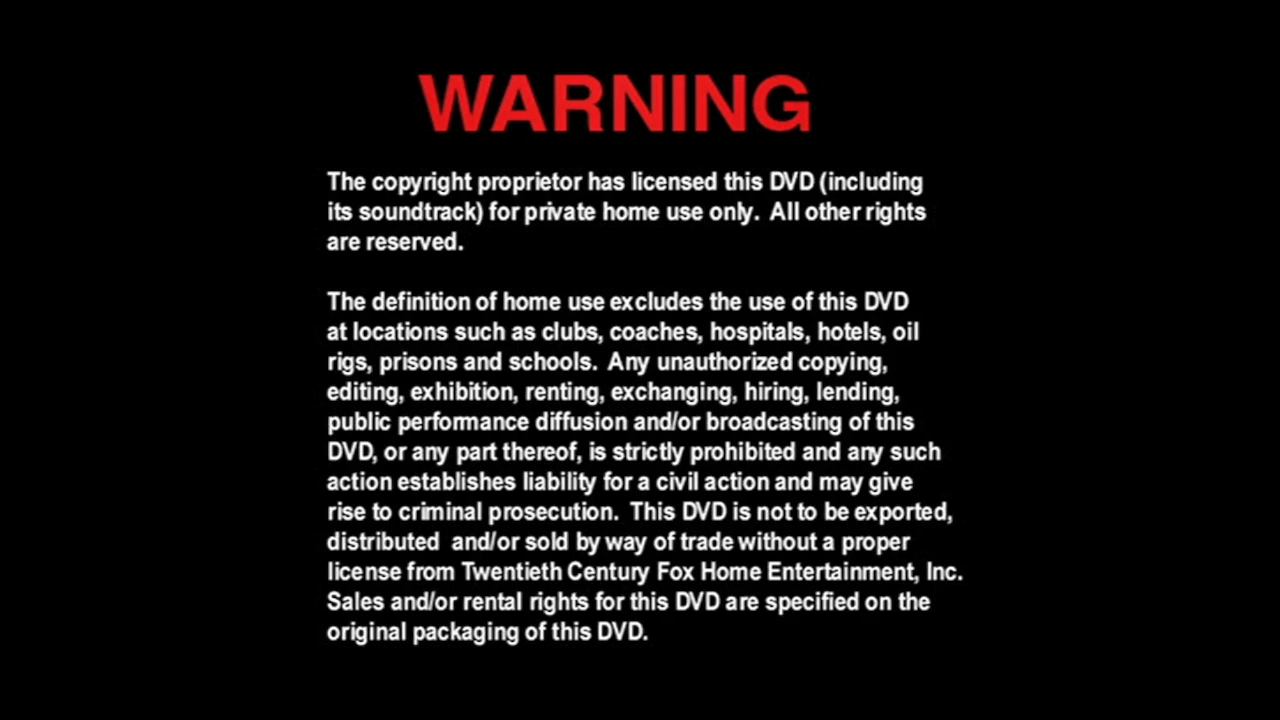 WARNING
The copyright proprietor has licensed this DVD (including
its soundtrack) for private home use only.  All other rights
are reserved.
The definition of home use excludes the use of this DVD
at locations such as clubs, coaches, hospitals, hotels, oil
rigs, prisons and schools.  Any unauthorized copying,
editing, exhibition, renting, exchanging, hiring, lending,
public performance diffusion and/or broadcasting of this
DVD, or any part thereof, is strictly prohibited and any such
action establishes liability for a civil action and may give
rise to criminal prosecution.  This DVD is not to be exported,
distributed  and/or sold by way of trade without a proper
license from Twentieth Century Fox Home Entertainment, Inc.
Sales and/or rental rights for this DVD are specified on the
original packaging of this DVD.